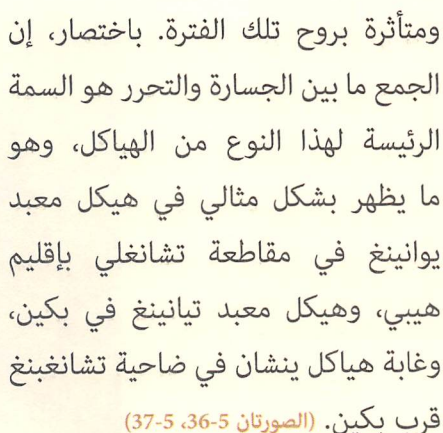 ومتأثرة بروح تلك الفترة. باختصار، إن
الجمع ما بين الجسارة والتحرر هو السمة
الرئيسة لهذا النوع من الهياكل، وهو
ما يظهر بشكل مثالي في هيكل معبد
يوانينغ في مقاطعة تشانغلي بإقليم
هيبي، وهيكل معبد تيانينغ في بكين،
وغابة هياكل ينشان في ضاحية تشانغبنغ
قرب بكين. (الصورتان 5-36، 5-37)